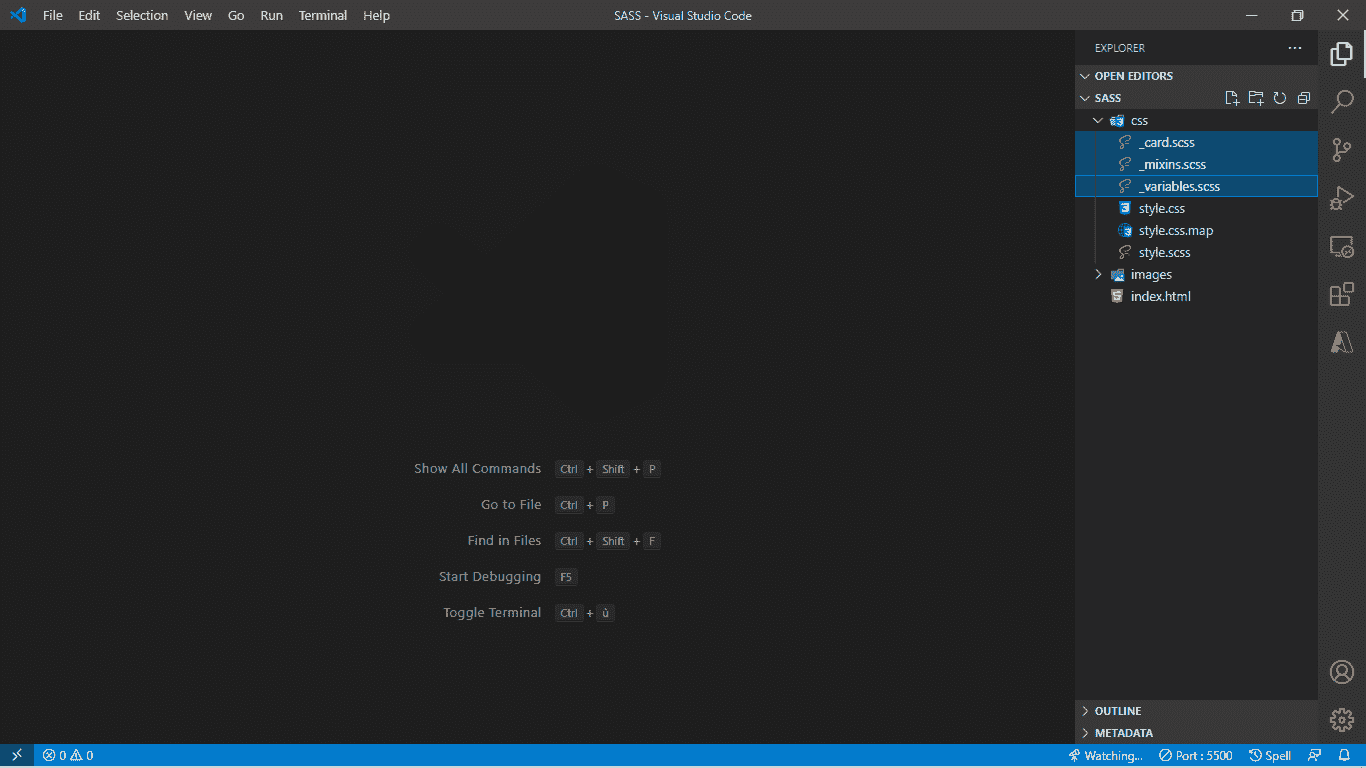 File Edit Selection View Go Run Terminal Help SASS - Visual Studio Code
EXPLORER
OPEN EDITORS
SASS
css
_card.scss
_mixins.scss
_variables.scss
style.css
style.css.map
style.scss
images
index.html
Show All Commands Ctrl + Shift + P
Go to File Ctrl + P
Find in Files Ctrl + Shift + F
Start Debugging F5
Toggle Terminal Ctrl + ù
OUTLINE
METADATA
0 0 Watching... Port : 5500 Spell